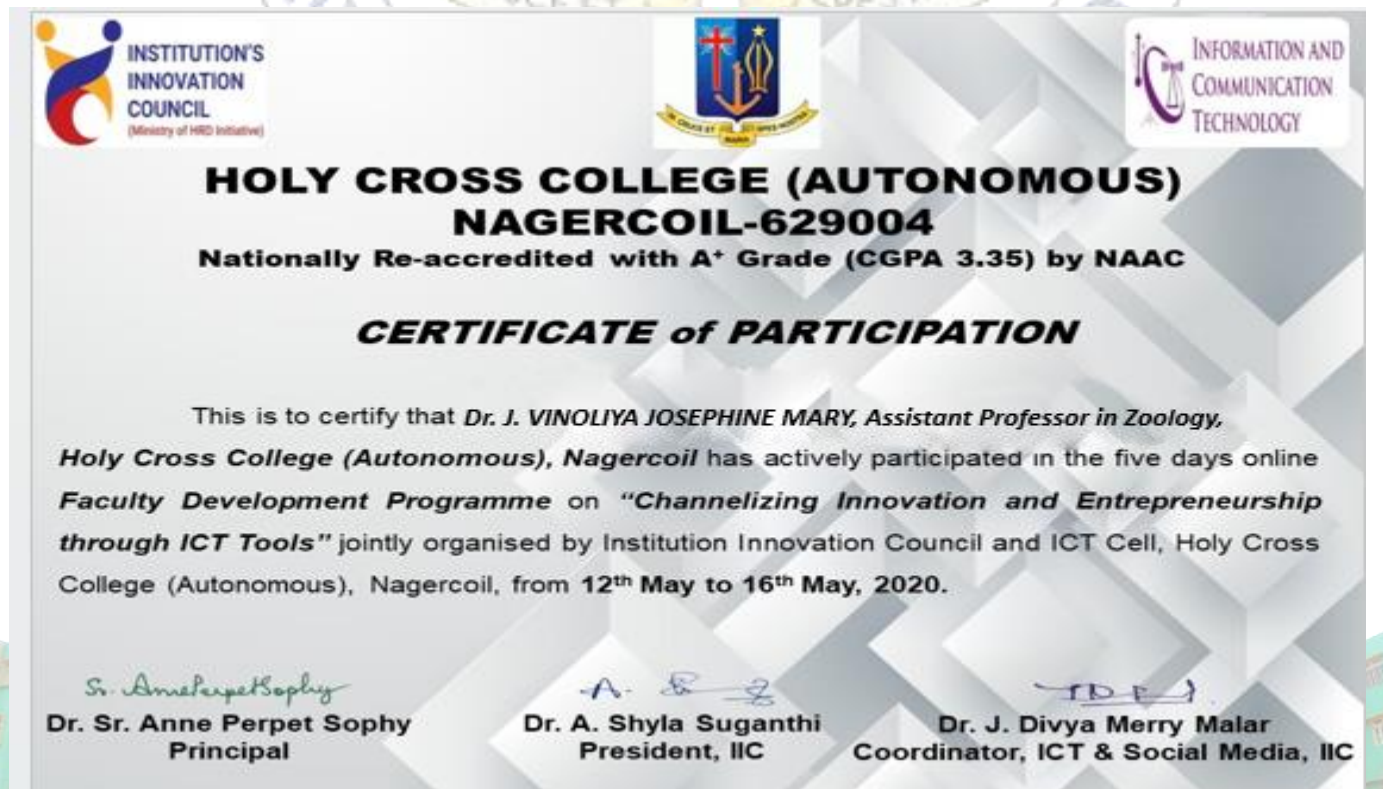 INSTITUTION'S
INNOVATION
COUNCIL
(Ministry of HRD Initiative)
INFORMATION AND
COMMUNICATION
TECHNOLOGY
HOLY CROSS COLLEGE (AUTONOMOUS)
NAGERCOIL-629004
Nationally Re-accredited with A⁺ Grade (CGPA 3.35) by NAAC
CERTIFICATE of PARTICIPATION
This is to certify that Dr. J. VINOLIYA JOSEPHINE MARY, Assistant Professor in Zoology,
Holy Cross College (Autonomous), Nagercoil has actively participated in the five days online
Faculty Development Programme on "Channelizing Innovation and Entrepreneurship
through ICT Tools" jointly organised by Institution Innovation Council and ICT Cell, Holy Cross
College (Autonomous), Nagercoil, from 12ᵗʰ May to 16ᵗʰ May, 2020.
Sr. AnnePerpetSophy
Dr. Sr. Anne Perpet Sophy
Principal
Dr. A. Shyla Suganthi
President, IIC
Dr. J. Divya Merry Malar
Coordinator, ICT & Social Media, IIC